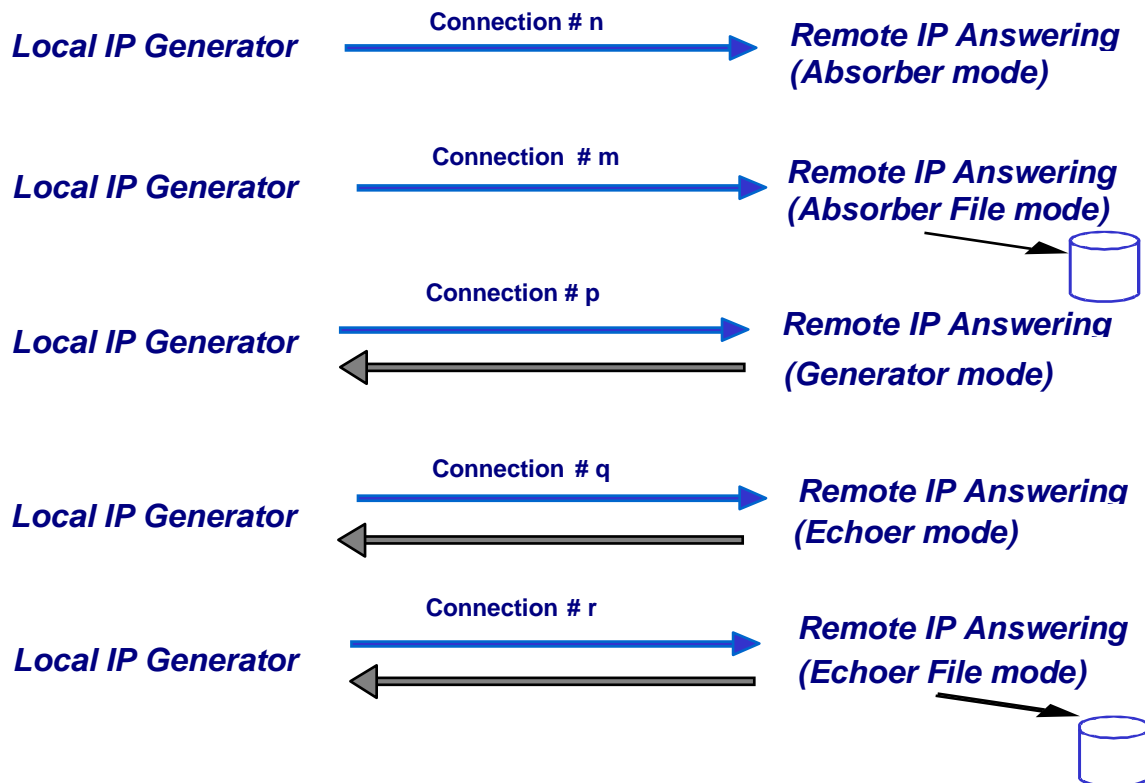 Connection # n
Local IP Generator
Remote IP Answering
(Absorber mode)
Connection # m
Local IP Generator
Remote IP Answering
(Absorber File mode)
Connection # p
Local IP Generator
Remote IP Answering
(Generator mode)
Connection # q
Local IP Generator
Remote IP Answering
(Echoer mode)
Connection # r
Local IP Generator
Remote IP Answering
(Echoer File mode)